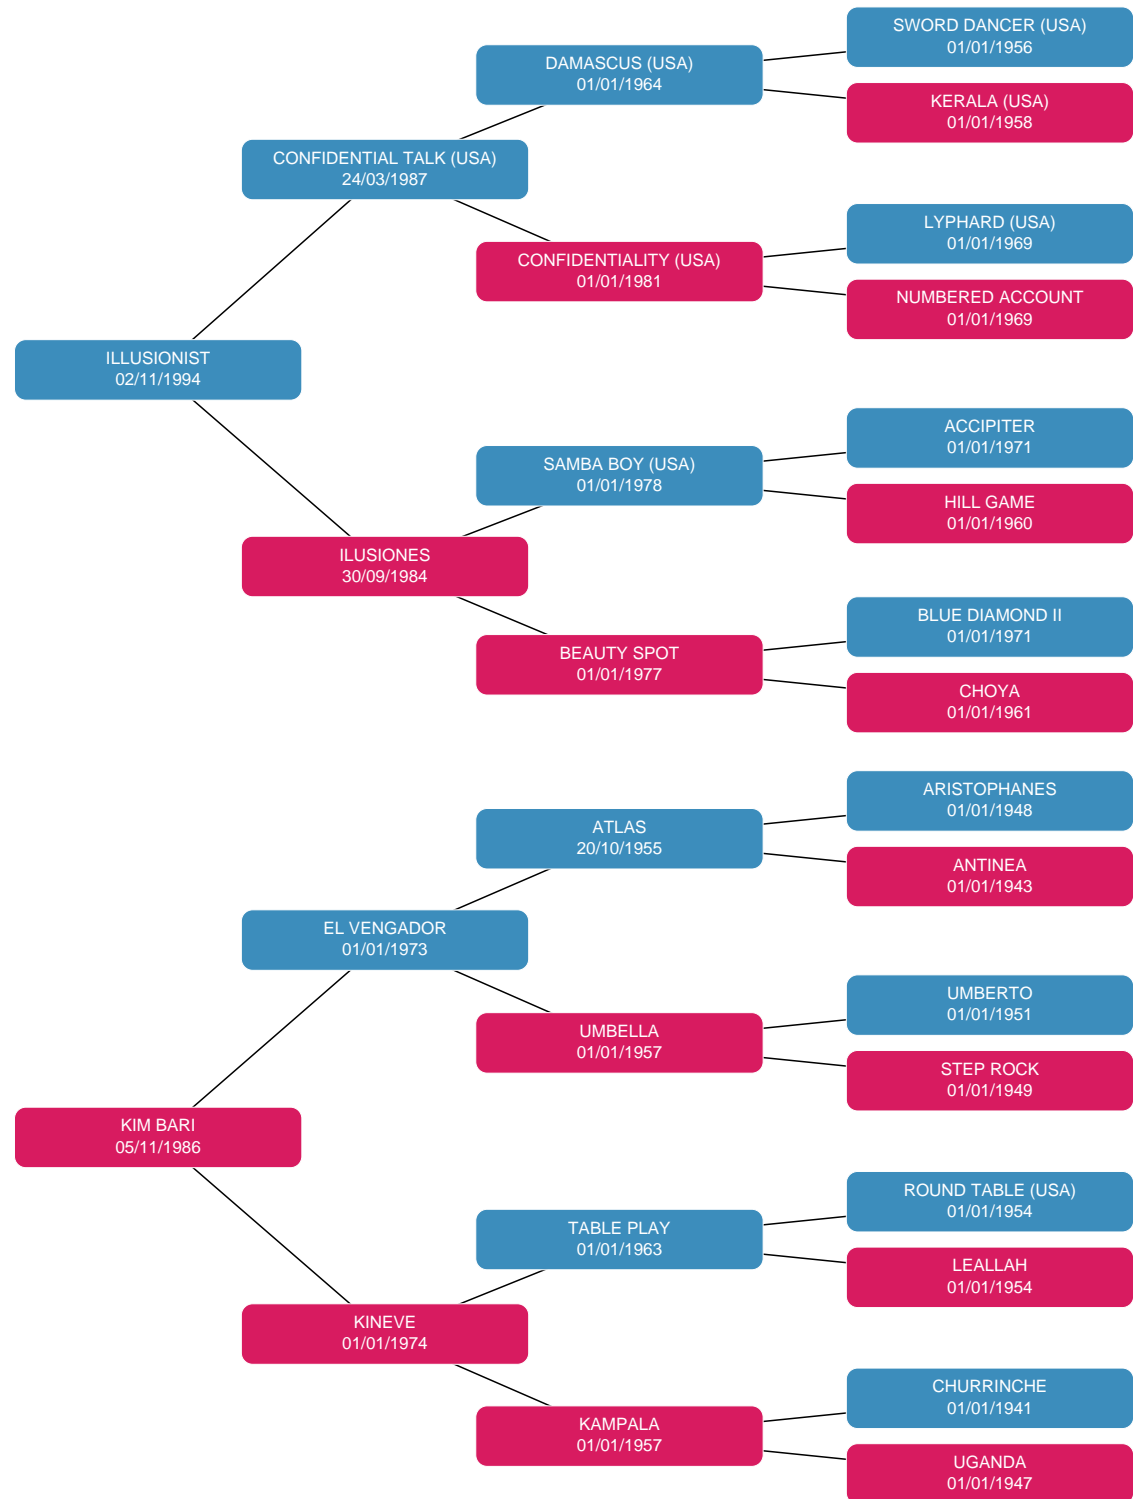 SWORD DANCER (USA)
01/01/1956
DAMASCUS (USA)
01/01/1964
KERALA (USA)
01/01/1958
CONFIDENTIAL TALK (USA)
24/03/1987
LYPHARD (USA)
01/01/1969
CONFIDENTIALITY (USA)
01/01/1981
NUMBERED ACCOUNT
01/01/1969
ILLUSIONIST
02/11/1994
ACCIPITER
01/01/1971
SAMBA BOY (USA)
01/01/1978
HILL GAME
01/01/1960
ILUSIONES
30/09/1984
BLUE DIAMOND II
01/01/1971
BEAUTY SPOT
01/01/1977
CHOYA
01/01/1961
ARISTOPHANES
01/01/1948
ATLAS
20/10/1955
ANTINEA
01/01/1943
EL VENGADOR
01/01/1973
UMBERTO
01/01/1951
UMBELLA
01/01/1957
STEP ROCK
01/01/1949
KIM BARI
05/11/1986
ROUND TABLE (USA)
01/01/1954
TABLE PLAY
01/01/1963
LEALLAH
01/01/1954
KINEVE
01/01/1974
CHURRINCHE
01/01/1941
KAMPALA
01/01/1957
UGANDA
01/01/1947